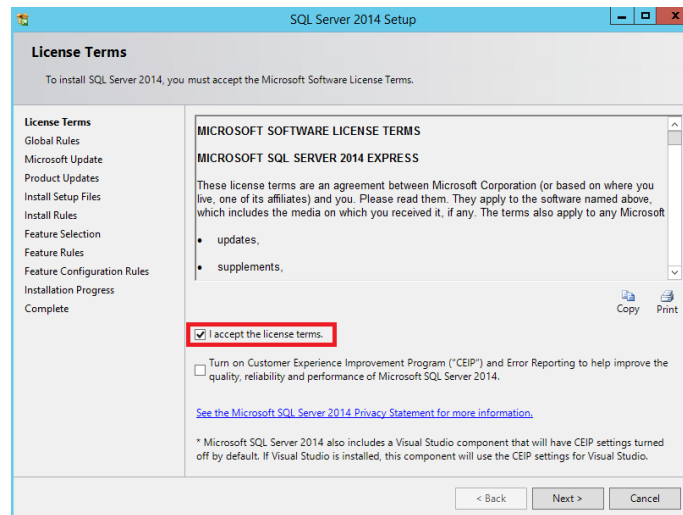 SQL Server 2014 Setup
License Terms
To install SQL Server 2014, you must accept the Microsoft Software License Terms.
License Terms
Global Rules
Microsoft Update
Product Updates
Install Setup Files
Install Rules
Feature Selection
Feature Rules
Feature Configuration Rules
Installation Progress
Complete
MICROSOFT SOFTWARE LICENSE TERMS
MICROSOFT SQL SERVER 2014 EXPRESS
These license terms are an agreement between Microsoft Corporation (or based on where you
live, one of its affiliates) and you. Please read them. They apply to the software named above,
which includes the media on which you received it, if any. The terms also apply to any Microsoft
• updates,
• supplements,
Copy Print
I accept the license terms.
Turn on Customer Experience Improvement Program ("CEIP") and Error Reporting to help improve the
quality, reliability and performance of Microsoft SQL Server 2014.
See the Microsoft SQL Server 2014 Privacy Statement for more information.
* Microsoft SQL Server 2014 also includes a Visual Studio component that will have CEIP settings turned
off by default. If Visual Studio is installed, this component will use the CEIP settings for Visual Studio.
< Back Next > Cancel